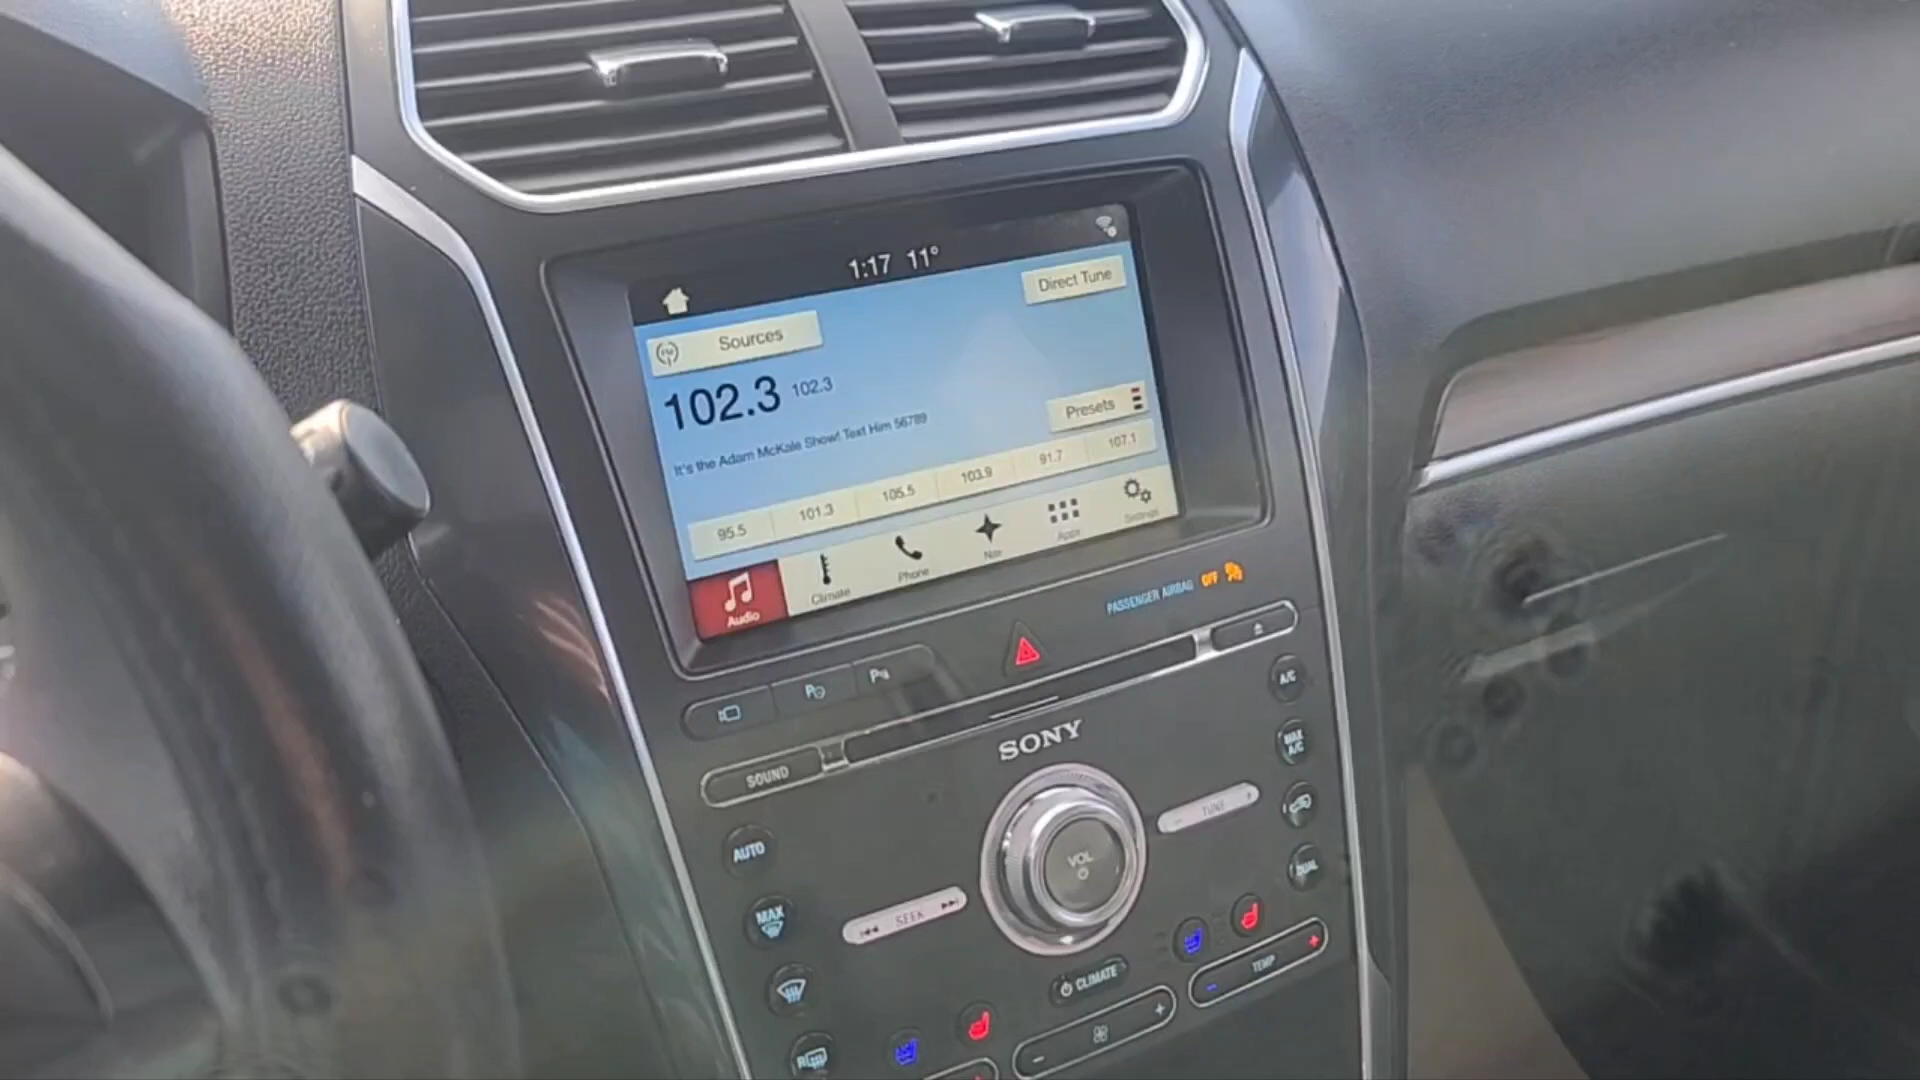 1:17 11°
Direct Tune
Sources
102.3 102.3
Presets
It's the Adam McKale Show! Text Him 56789
95.5 101.3 105.5 103.9 91.7 107.1
Audio Climate Phone Nav Apps Settings
PASSENGER AIRBAG OFF
P P
A/C
SONY
MAX A/C
SOUND
TUNE
AUTO
VOL
DUAL
MAX
SEEK
TEMP
CLIMATE
R